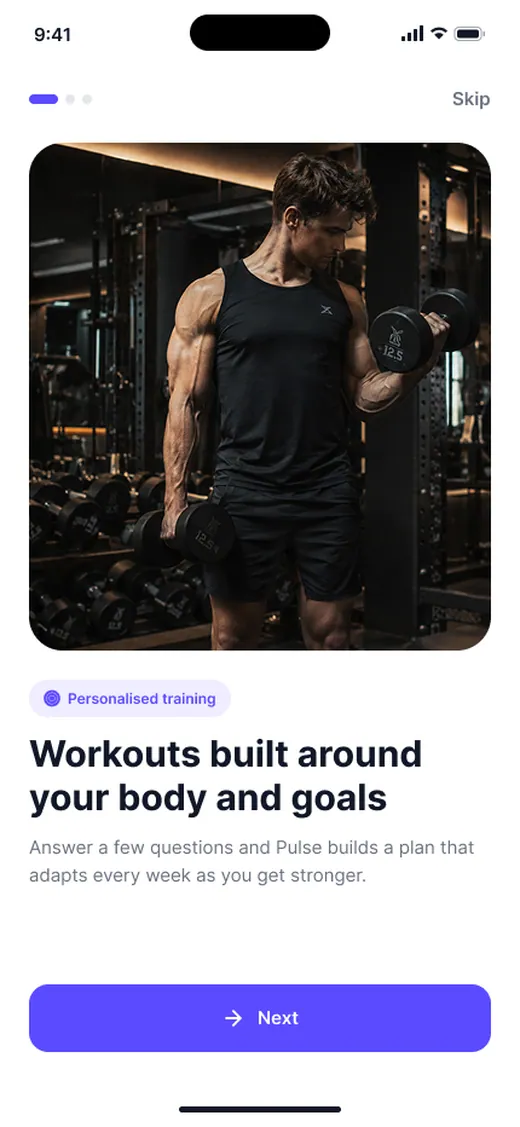 9:41
Skip
12.5
12.5
Personalised training
Workouts built around
your body and goals
Answer a few questions and Pulse builds a plan that
adapts every week as you get stronger.
Next